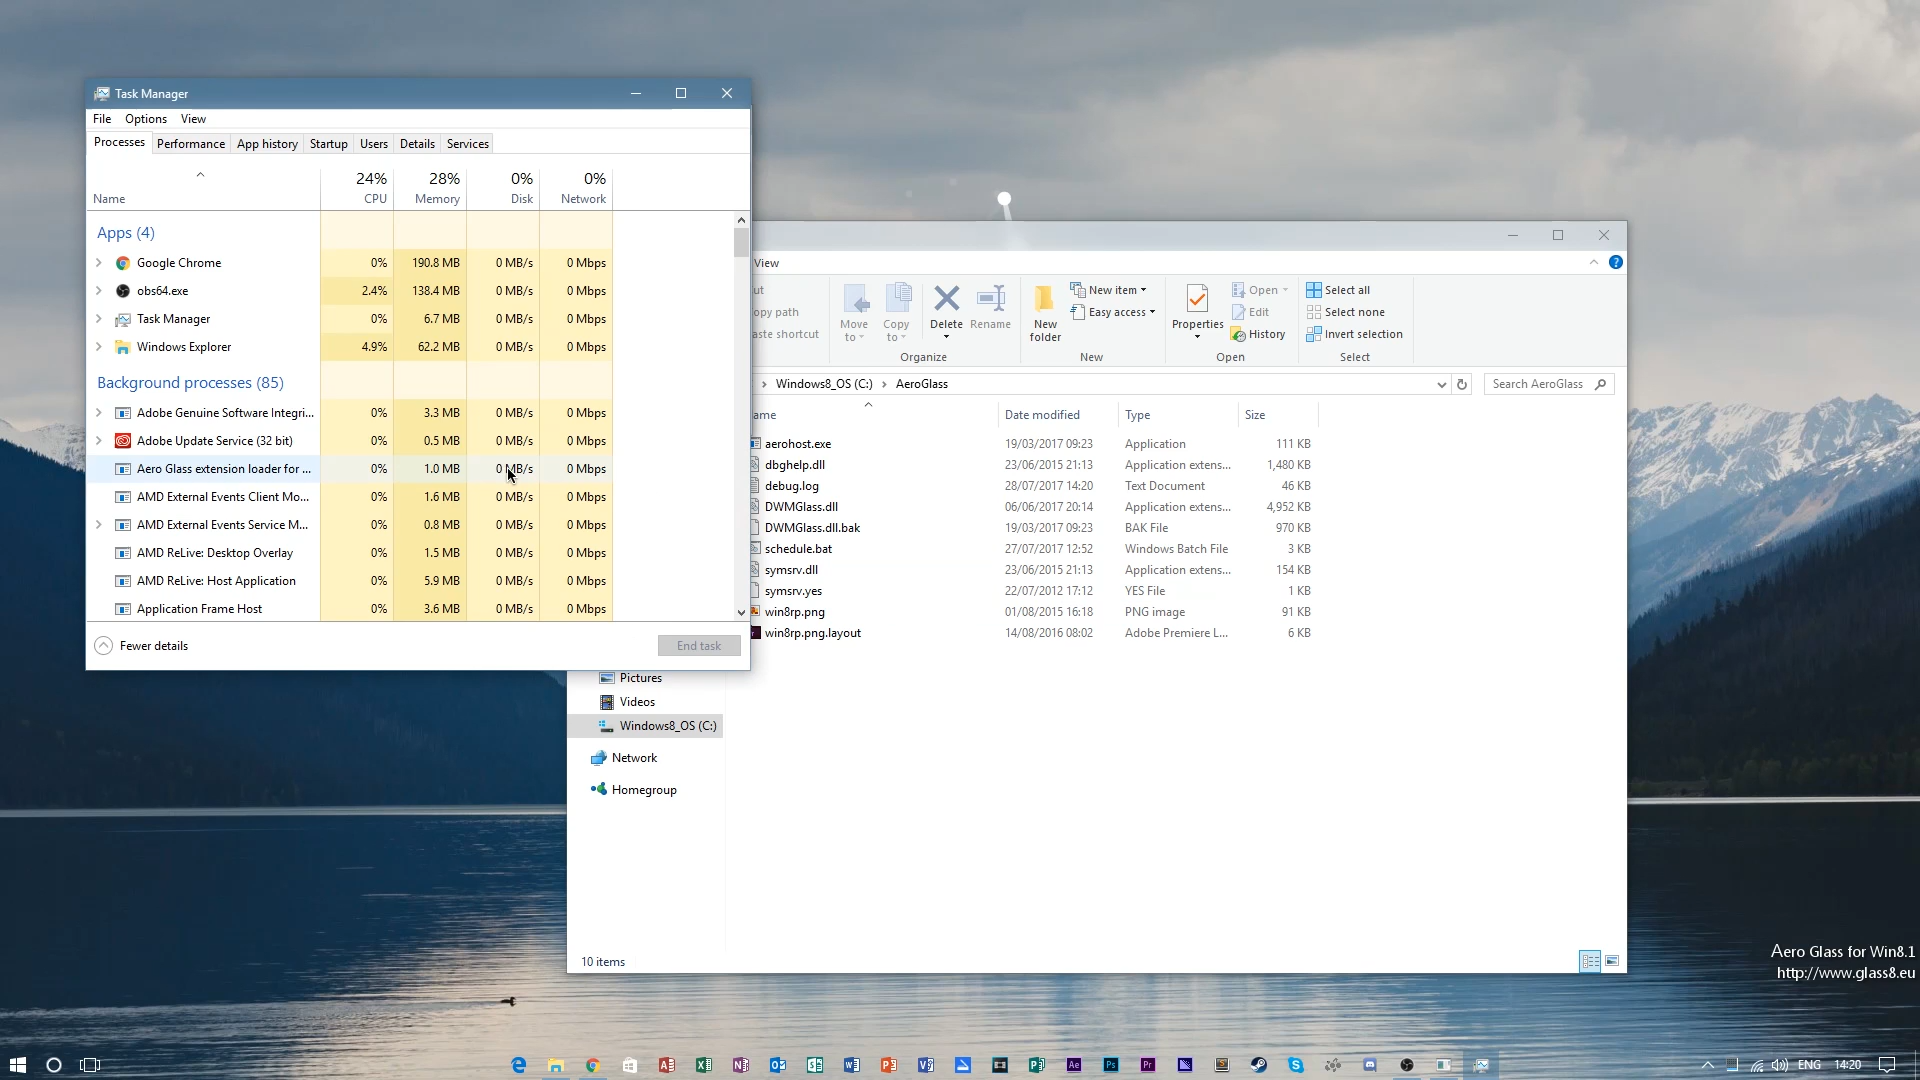 Task Manager
File Options View
Processes Performance App history Startup Users Details Services
24% 28% 0% 0%
Name CPU Memory Disk Network
Apps (4)
Google Chrome 0% 190.8 MB 0 MB/s 0 Mbps
obs64.exe 2.4% 138.4 MB 0 MB/s 0 Mbps
Task Manager 0% 6.7 MB 0 MB/s 0 Mbps
Windows Explorer 4.9% 62.2 MB 0 MB/s 0 Mbps
Background processes (85)
Adobe Genuine Software Integri... 0% 3.3 MB 0 MB/s 0 Mbps
Adobe Update Service (32 bit) 0% 0.5 MB 0 MB/s 0 Mbps
Aero Glass extension loader for ... 0% 1.0 MB 0 MB/s 0 Mbps
AMD External Events Client Mo... 0% 1.6 MB 0 MB/s 0 Mbps
AMD External Events Service M... 0% 0.8 MB 0 MB/s 0 Mbps
AMD ReLive: Desktop Overlay 0% 1.5 MB 0 MB/s 0 Mbps
AMD ReLive: Host Application 0% 5.9 MB 0 MB/s 0 Mbps
Application Frame Host 0% 3.6 MB 0 MB/s 0 Mbps
Fewer details End task
View
ut
opy path
aste shortcut
Move to
Copy to
Delete
Rename
Organize
New folder
New item
Easy access
New
Properties
Open
Edit
History
Open
Select all
Select none
Invert selection
Select
Windows8_OS (C:) AeroGlass Search AeroGlass
ame Date modified Type Size
aerohost.exe 19/03/2017 09:23 Application 111 KB
dbghelp.dll 23/06/2015 21:13 Application extens... 1,480 KB
debug.log 28/07/2017 14:20 Text Document 46 KB
DWMGlass.dll 06/06/2017 20:14 Application extens... 4,952 KB
DWMGlass.dll.bak 19/03/2017 09:23 BAK File 970 KB
schedule.bat 27/07/2017 12:52 Windows Batch File 3 KB
symsrv.dll 23/06/2015 21:13 Application extens... 154 KB
symsrv.yes 22/07/2012 17:12 YES File 1 KB
win8rp.png 01/08/2015 16:18 PNG image 91 KB
win8rp.png.layout 14/08/2016 08:02 Adobe Premiere L... 6 KB
Pictures
Videos
Windows8_OS (C:)
Network
Homegroup
10 items
Aero Glass for Win8.1
http://www.glass8.eu
ENG 14:20